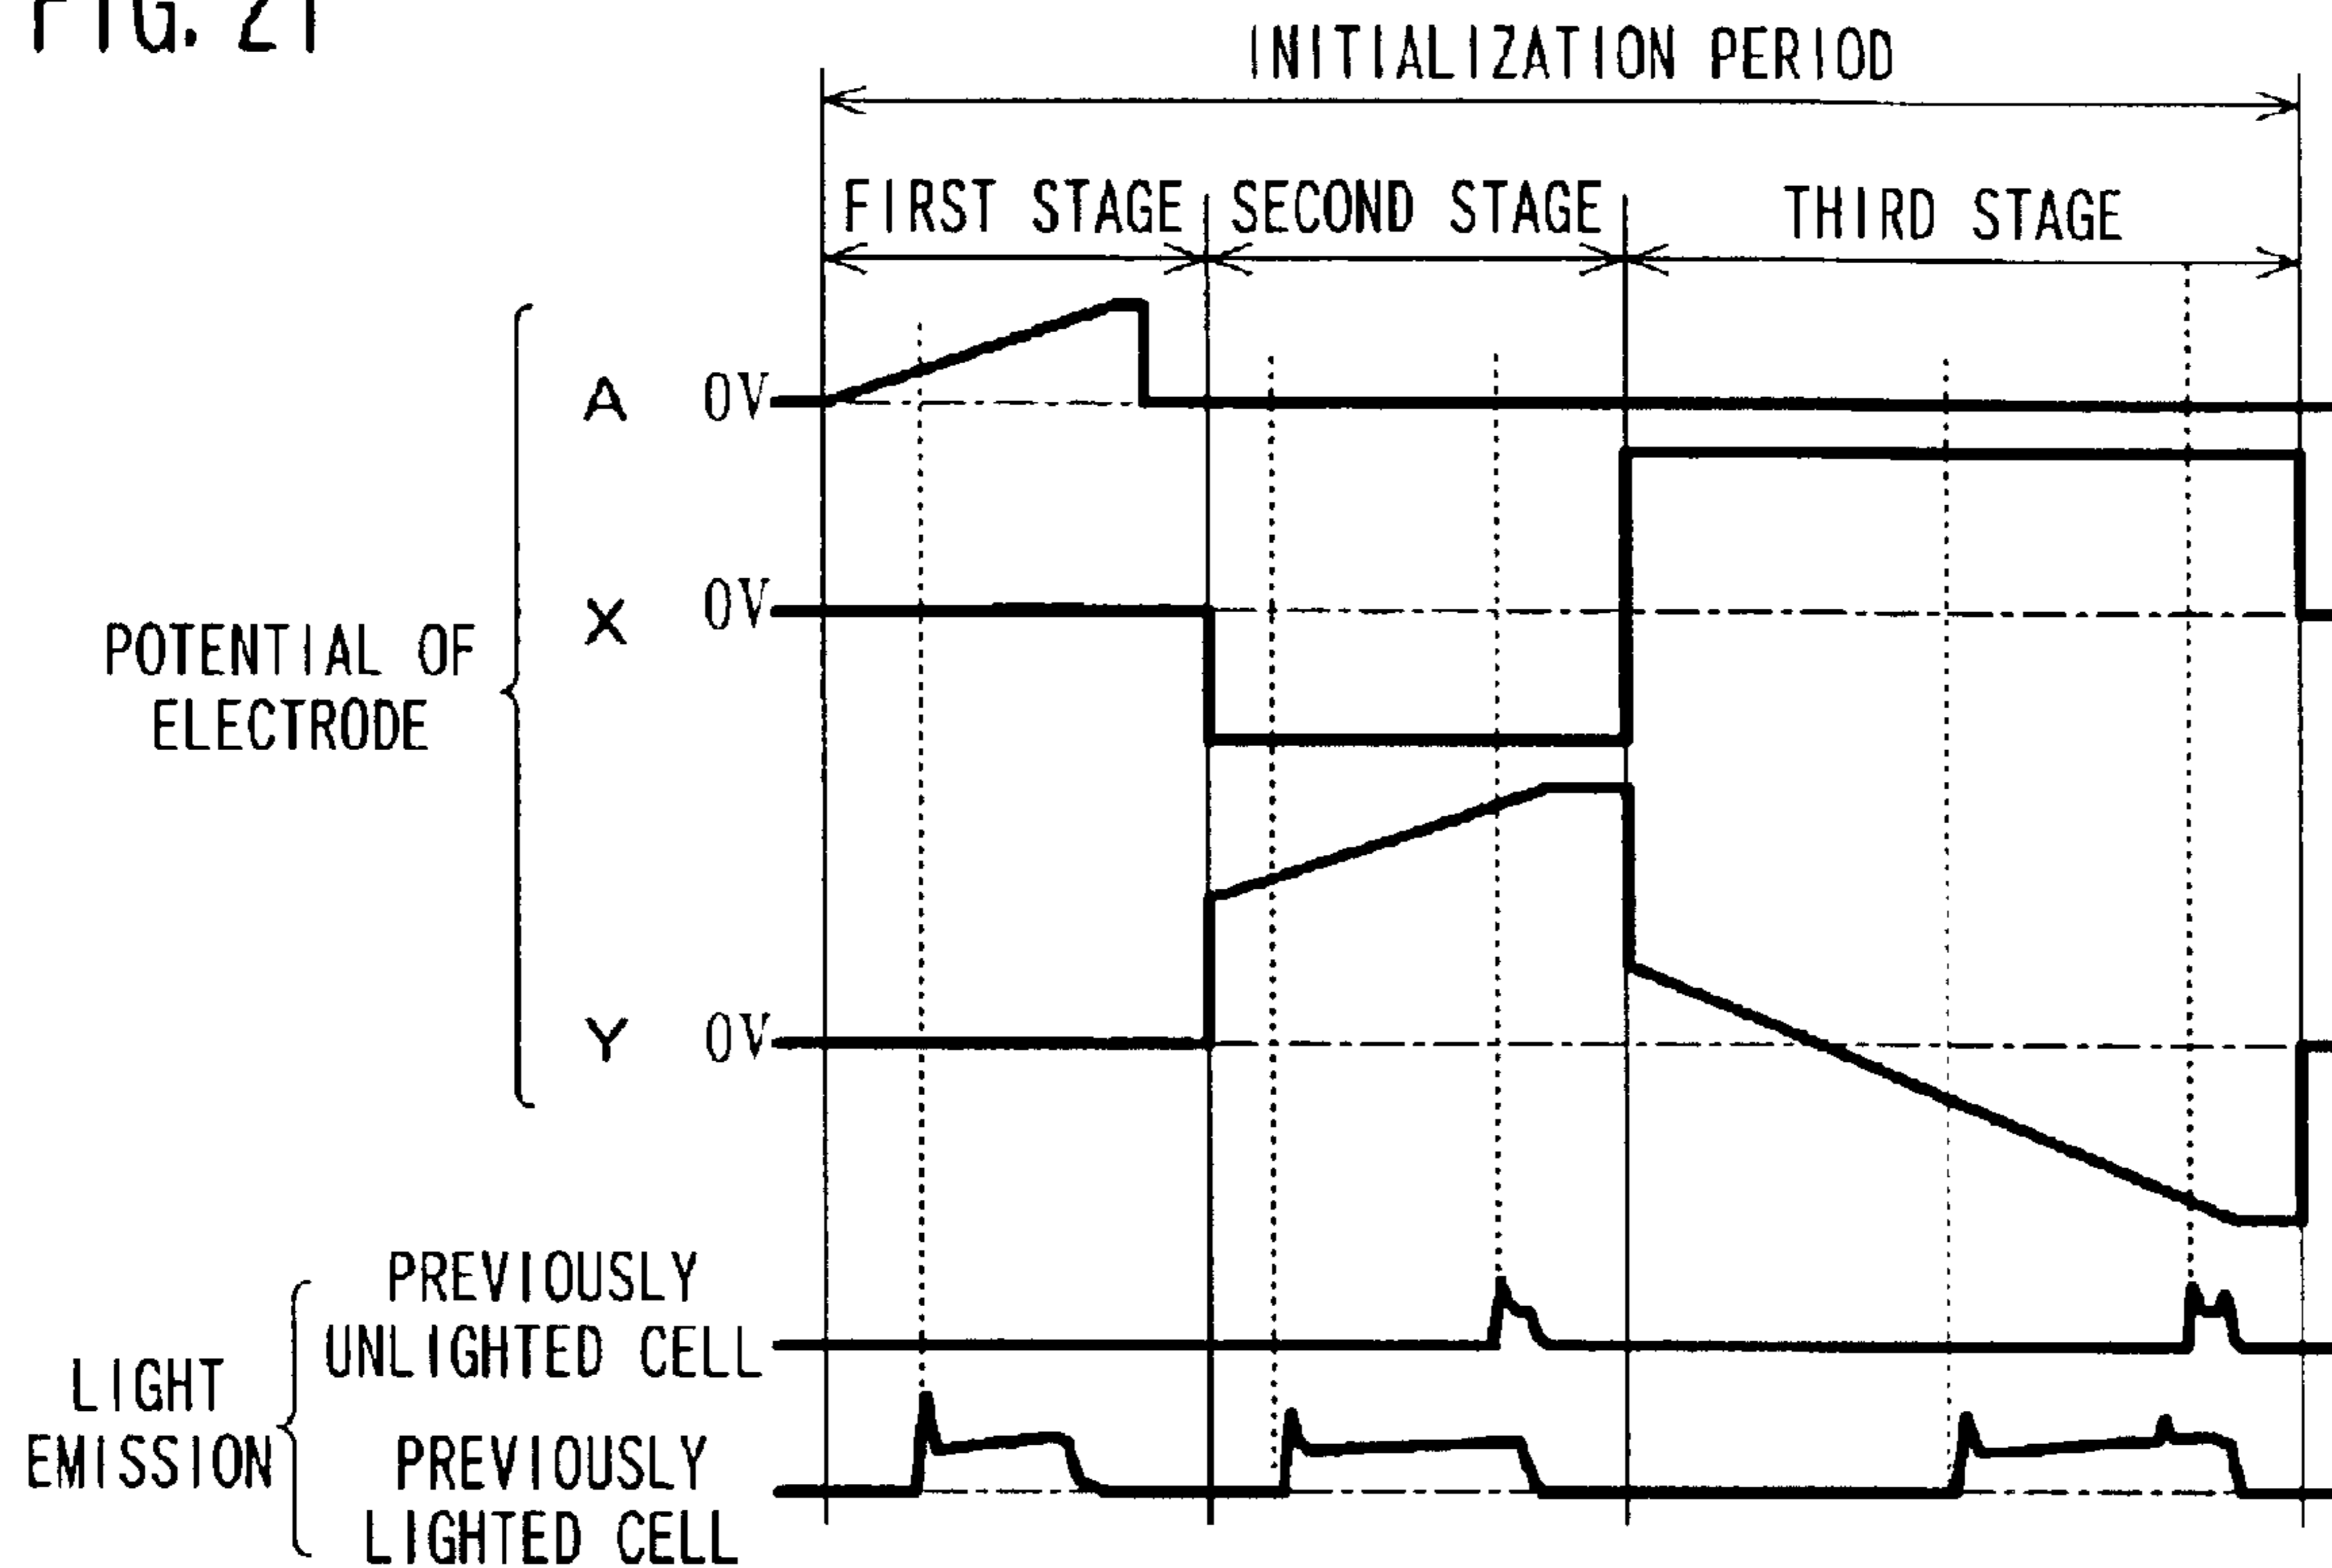 FIG. 21
INITIALIZATION PERIOD
FIRST STAGE
SECOND STAGE
THIRD STAGE
A 0V
X 0V
POTENTIAL OF
ELECTRODE
Y 0V
PREVIOUSLY
UNLIGHTED CELL
LIGHT
EMISSION
PREVIOUSLY
LIGHTED CELL